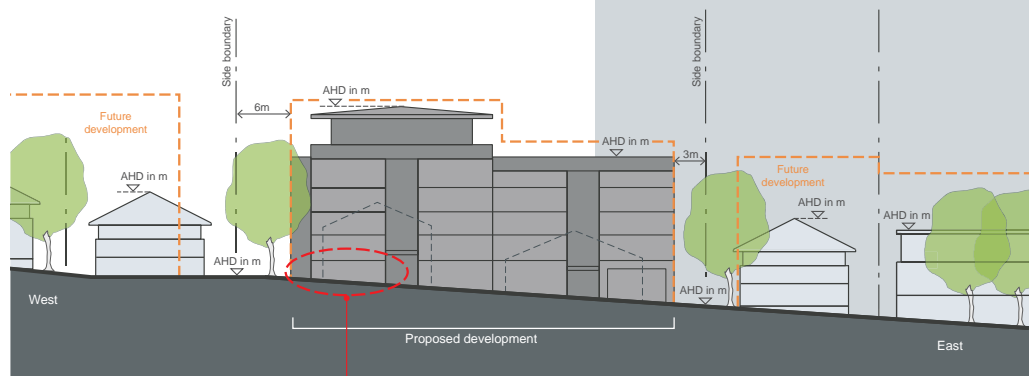 Side boundary
Side boundary
AHD in m
6m
Future
development
AHD in m
3m
Future
development
AHD in m
AHD in m
AHD in m
AHD in m
AHD in m
West
Proposed development
East